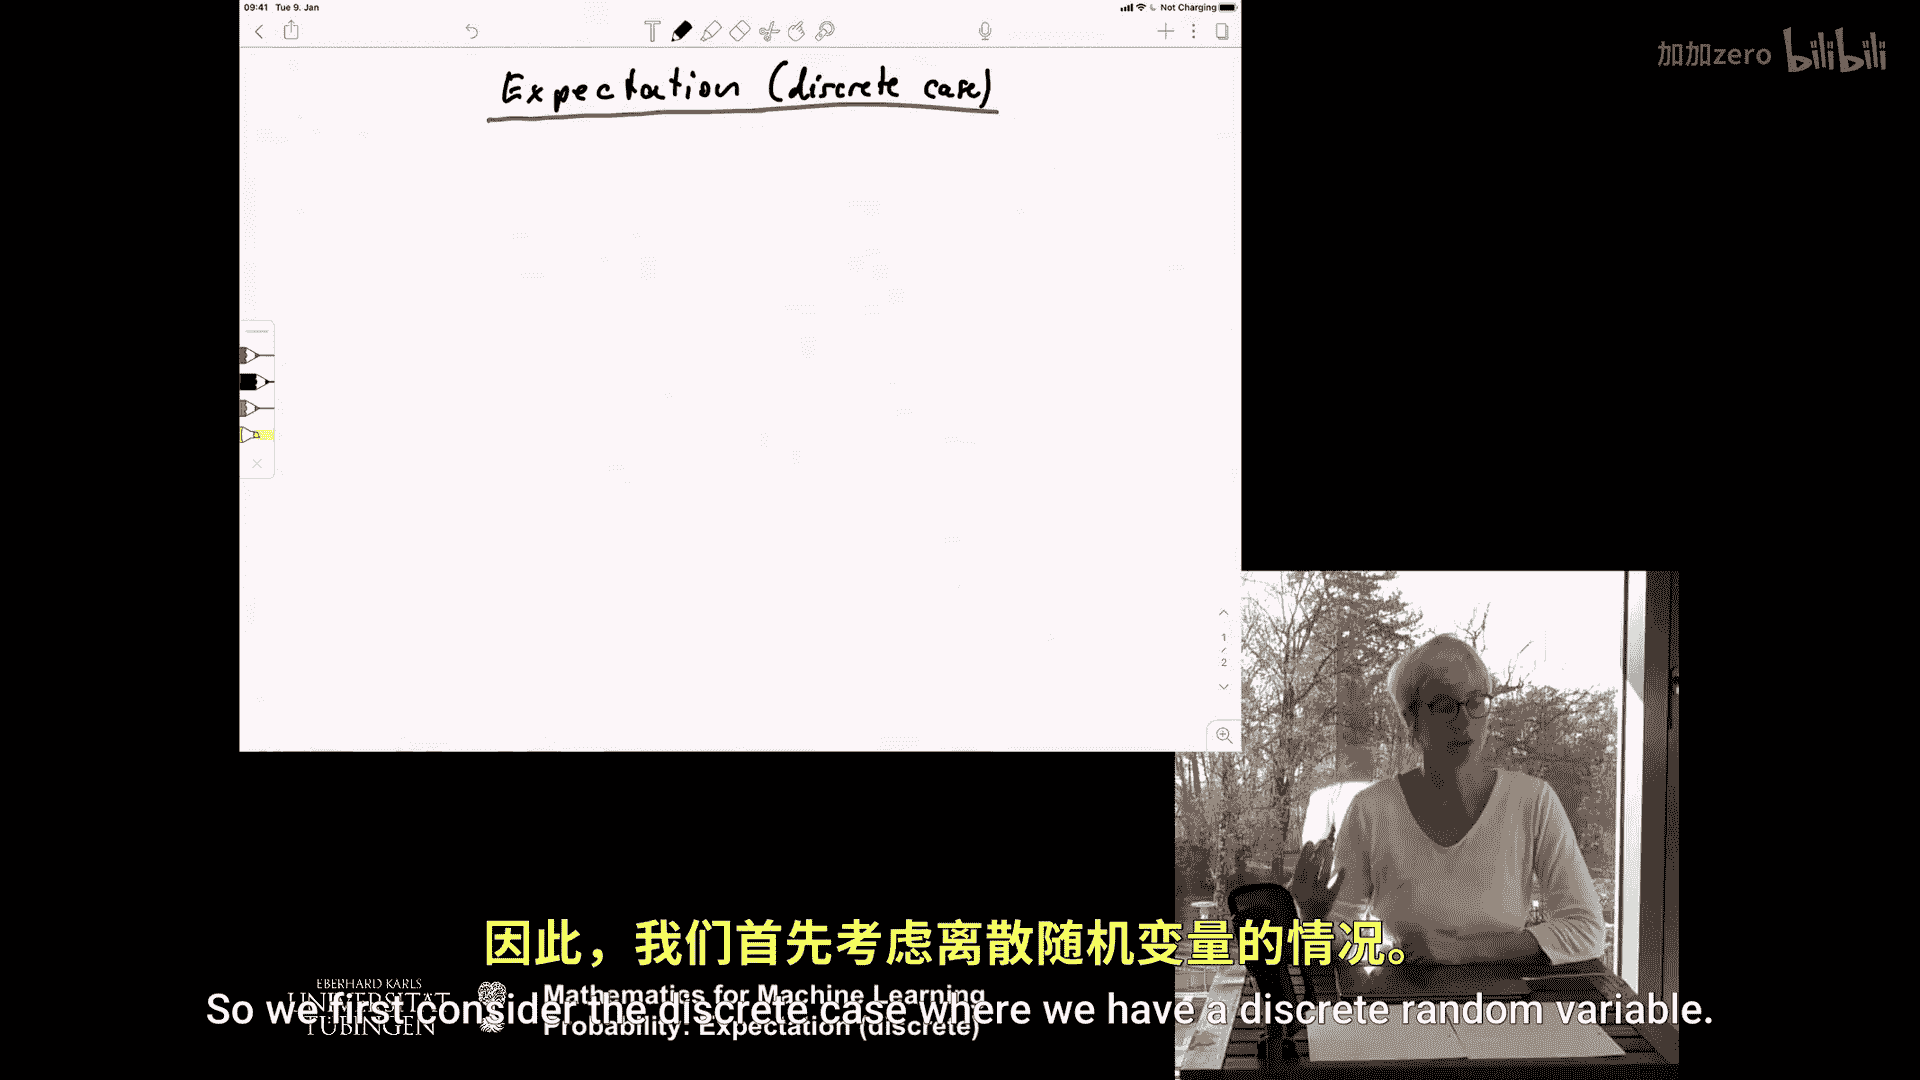 09:41 Tue 9. Jan
Not Charging
加加zero bilibili
Expectation (discrete case)
1
/
2
因此，我们首先考虑离散随机变量的情况。
So we first consider the discrete case where we have a discrete random variable.
EBERHARD KARLS
UNIVERSITÄT
TÜBINGEN
Mathematics for Machine Learning
Probability: Expectation (discrete)